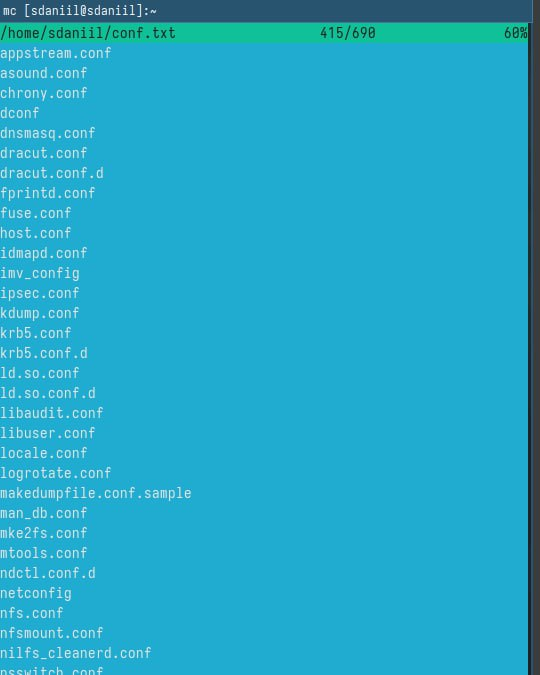 mc [sdaniil@sdaniil]:~
/home/sdaniil/conf.txt 415/690 60%
appstream.conf
asound.conf
chrony.conf
dconf
dnsmasq.conf
dracut.conf
dracut.conf.d
fprintd.conf
fuse.conf
host.conf
idmapd.conf
imv_config
ipsec.conf
kdump.conf
krb5.conf
krb5.conf.d
ld.so.conf
ld.so.conf.d
libaudit.conf
libuser.conf
locale.conf
logrotate.conf
makedumpfile.conf.sample
man_db.conf
mke2fs.conf
mtools.conf
ndctl.conf.d
netconfig
nfs.conf
nfsmount.conf
nilfs_cleanerd.conf
nsswitch.conf